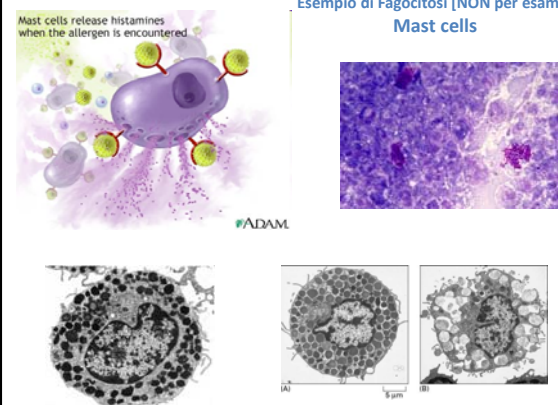 Esempio di Fagocitosi [NON per esam
Mast cells
Mast cells release histamines
when the allergen is encountered
ADAM.
(A)
5 µm
(B)